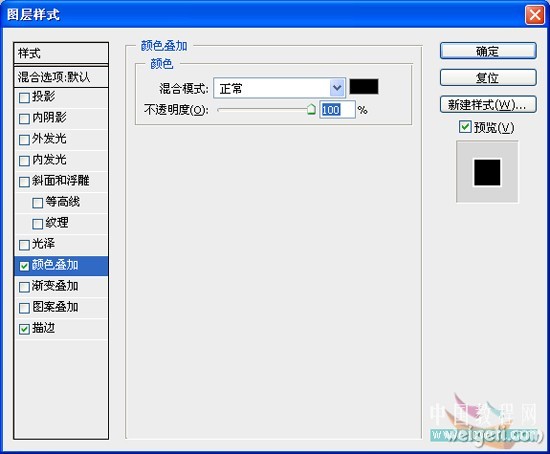 图层样式
样式
混合选项:默认
投影
内阴影
外发光
内发光
斜面和浮雕
等高线
纹理
光泽
颜色叠加
渐变叠加
图案叠加
描边
颜色叠加
颜色
混合模式: 正常
不透明度(O): 100 %
确定
复位
新建样式(W)...
预览(V)
中国教程网